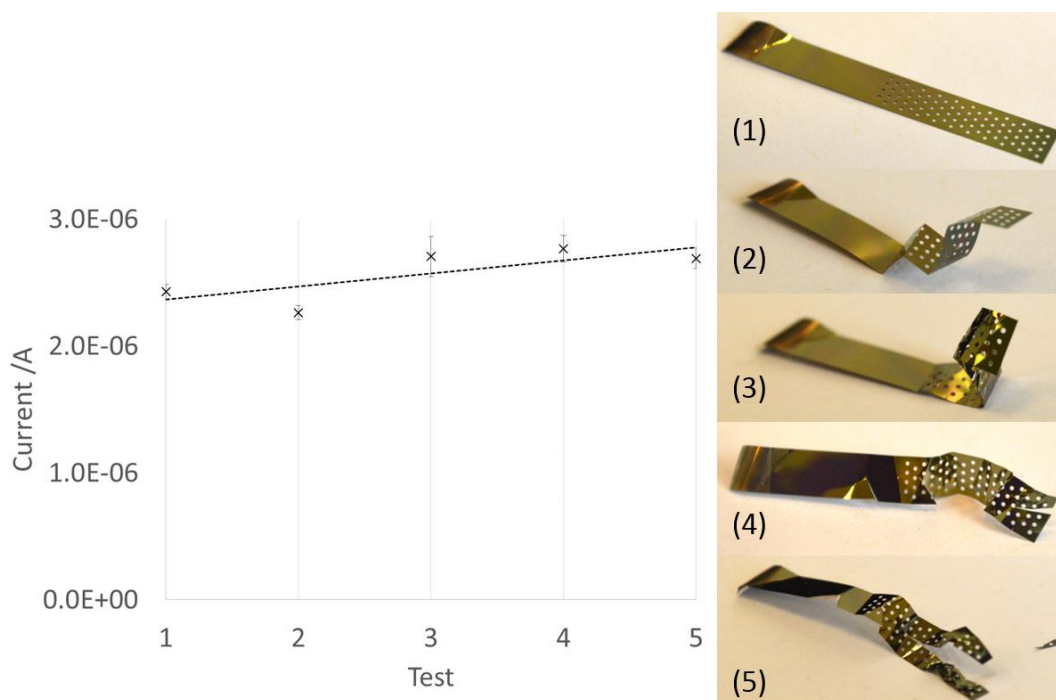 3.0E-06
2.0E-06
1.0E-06
0.0E+00
Current /A
1 2 3 4 5
Test
(1)
(2)
(3)
(4)
(5)